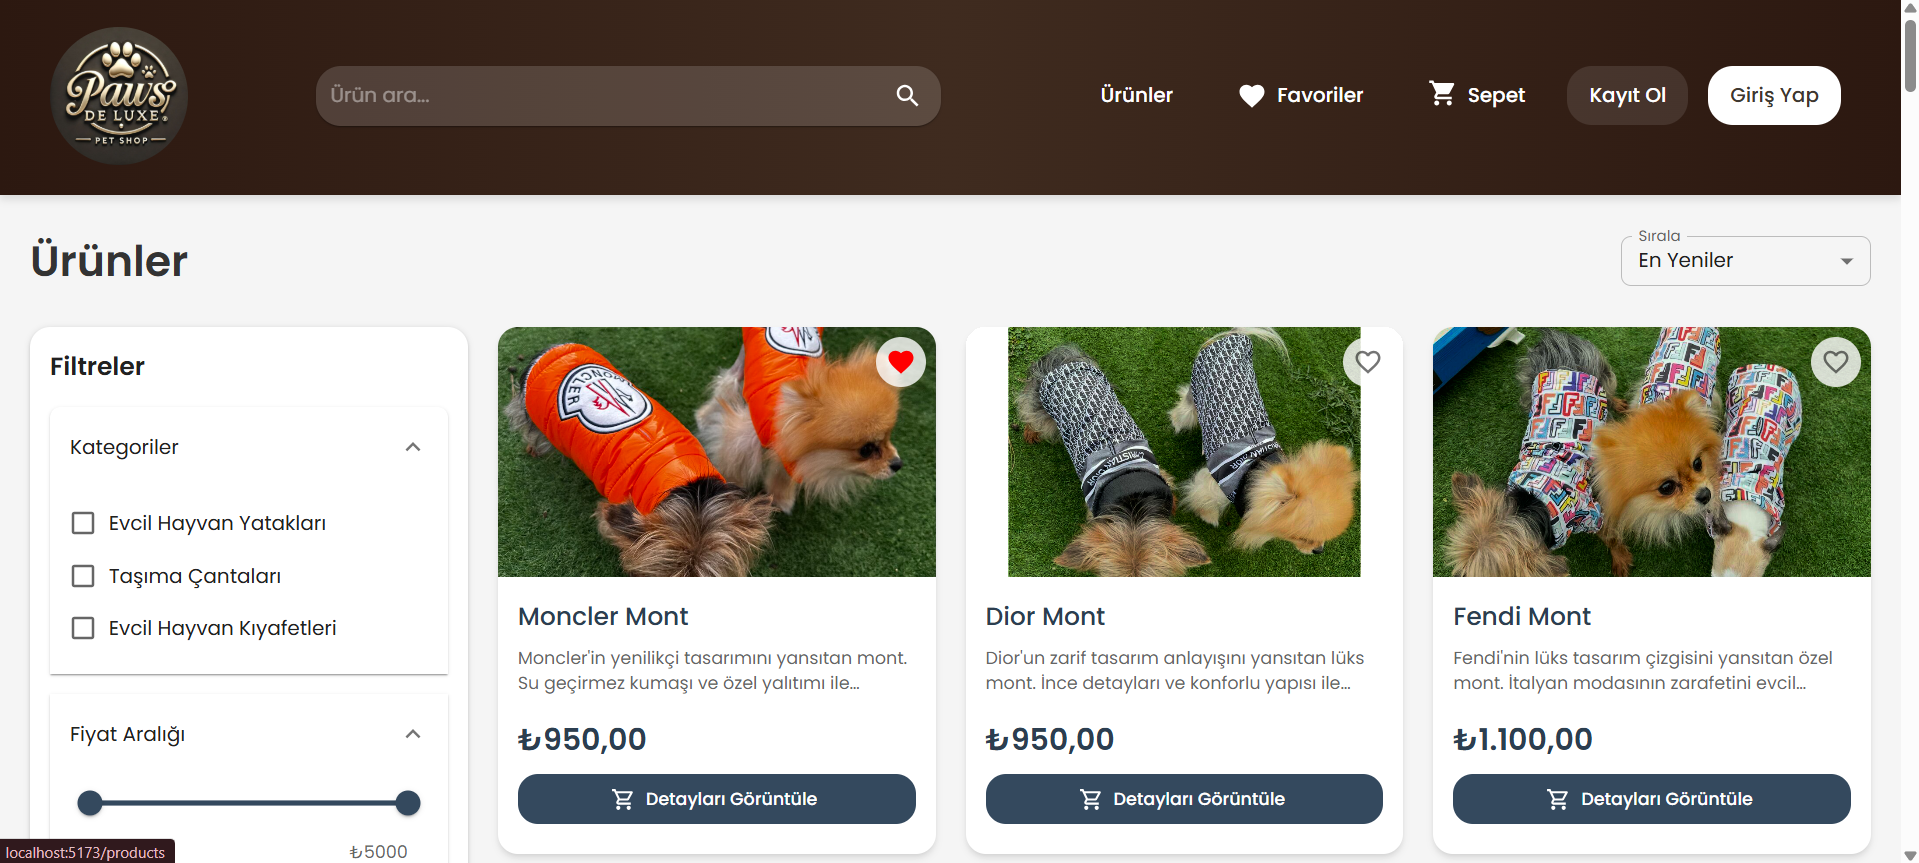 Paws
DE LUXE
PET SHOP
Ürün ara...
Ürünler
Favoriler
Sepet
Kayıt Ol
Giriş Yap
Ürünler
Sırala
En Yeniler
Filtreler
Kategoriler
Evcil Hayvan Yatakları
Taşıma Çantaları
Evcil Hayvan Kıyafetleri
Fiyat Aralığı
₺5000
MONCLER
Moncler Mont
Moncler'in yenilikçi tasarımını yansıtan mont.
Su geçirmez kumaşı ve özel yalıtımı ile...
₺950,00
Detayları Görüntüle
CHRISTIAN DIOR
Dior Mont
Dior'un zarif tasarım anlayışını yansıtan lüks
mont. İnce detayları ve konforlu yapısı ile...
₺950,00
Detayları Görüntüle
Fendi Mont
Fendi'nin lüks tasarım çizgisini yansıtan özel
mont. İtalyan modasının zarafetini evcil...
₺1.100,00
Detayları Görüntüle
localhost:5173/products